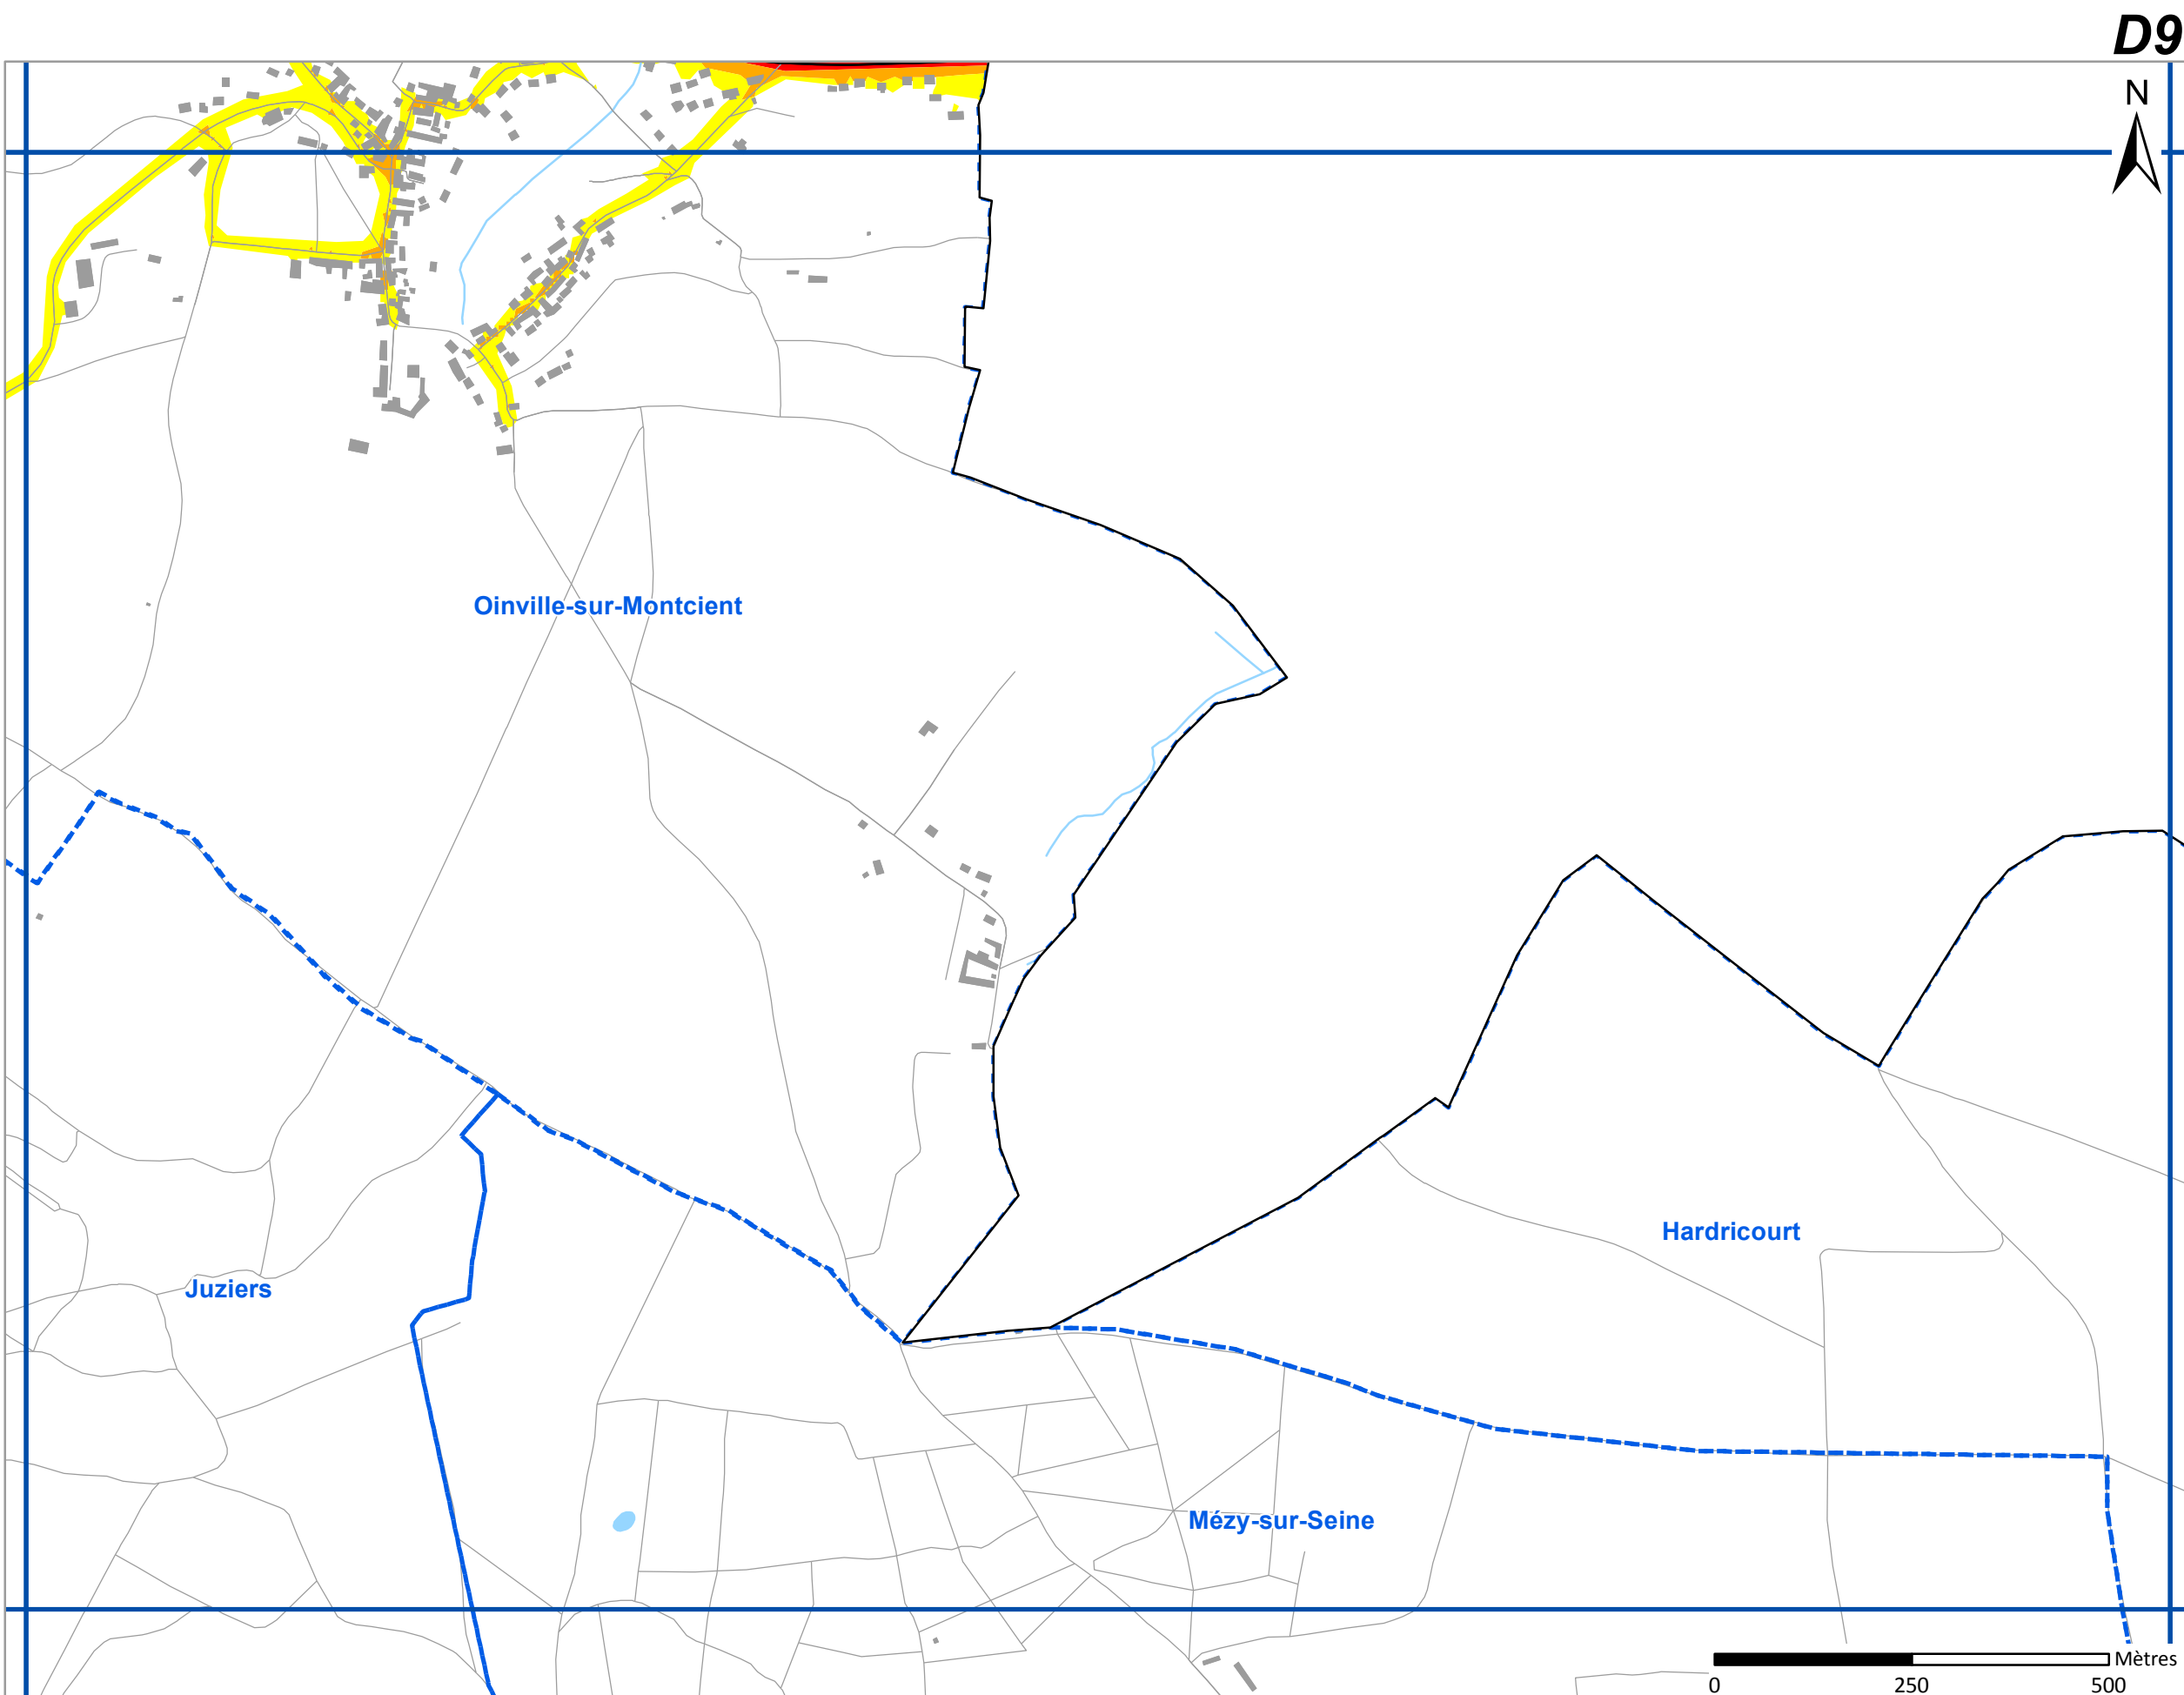 D9
N
Oinville-sur-Montcient
Hardricourt
Juziers
Mézy-sur-Seine
Mètres
0 250 500